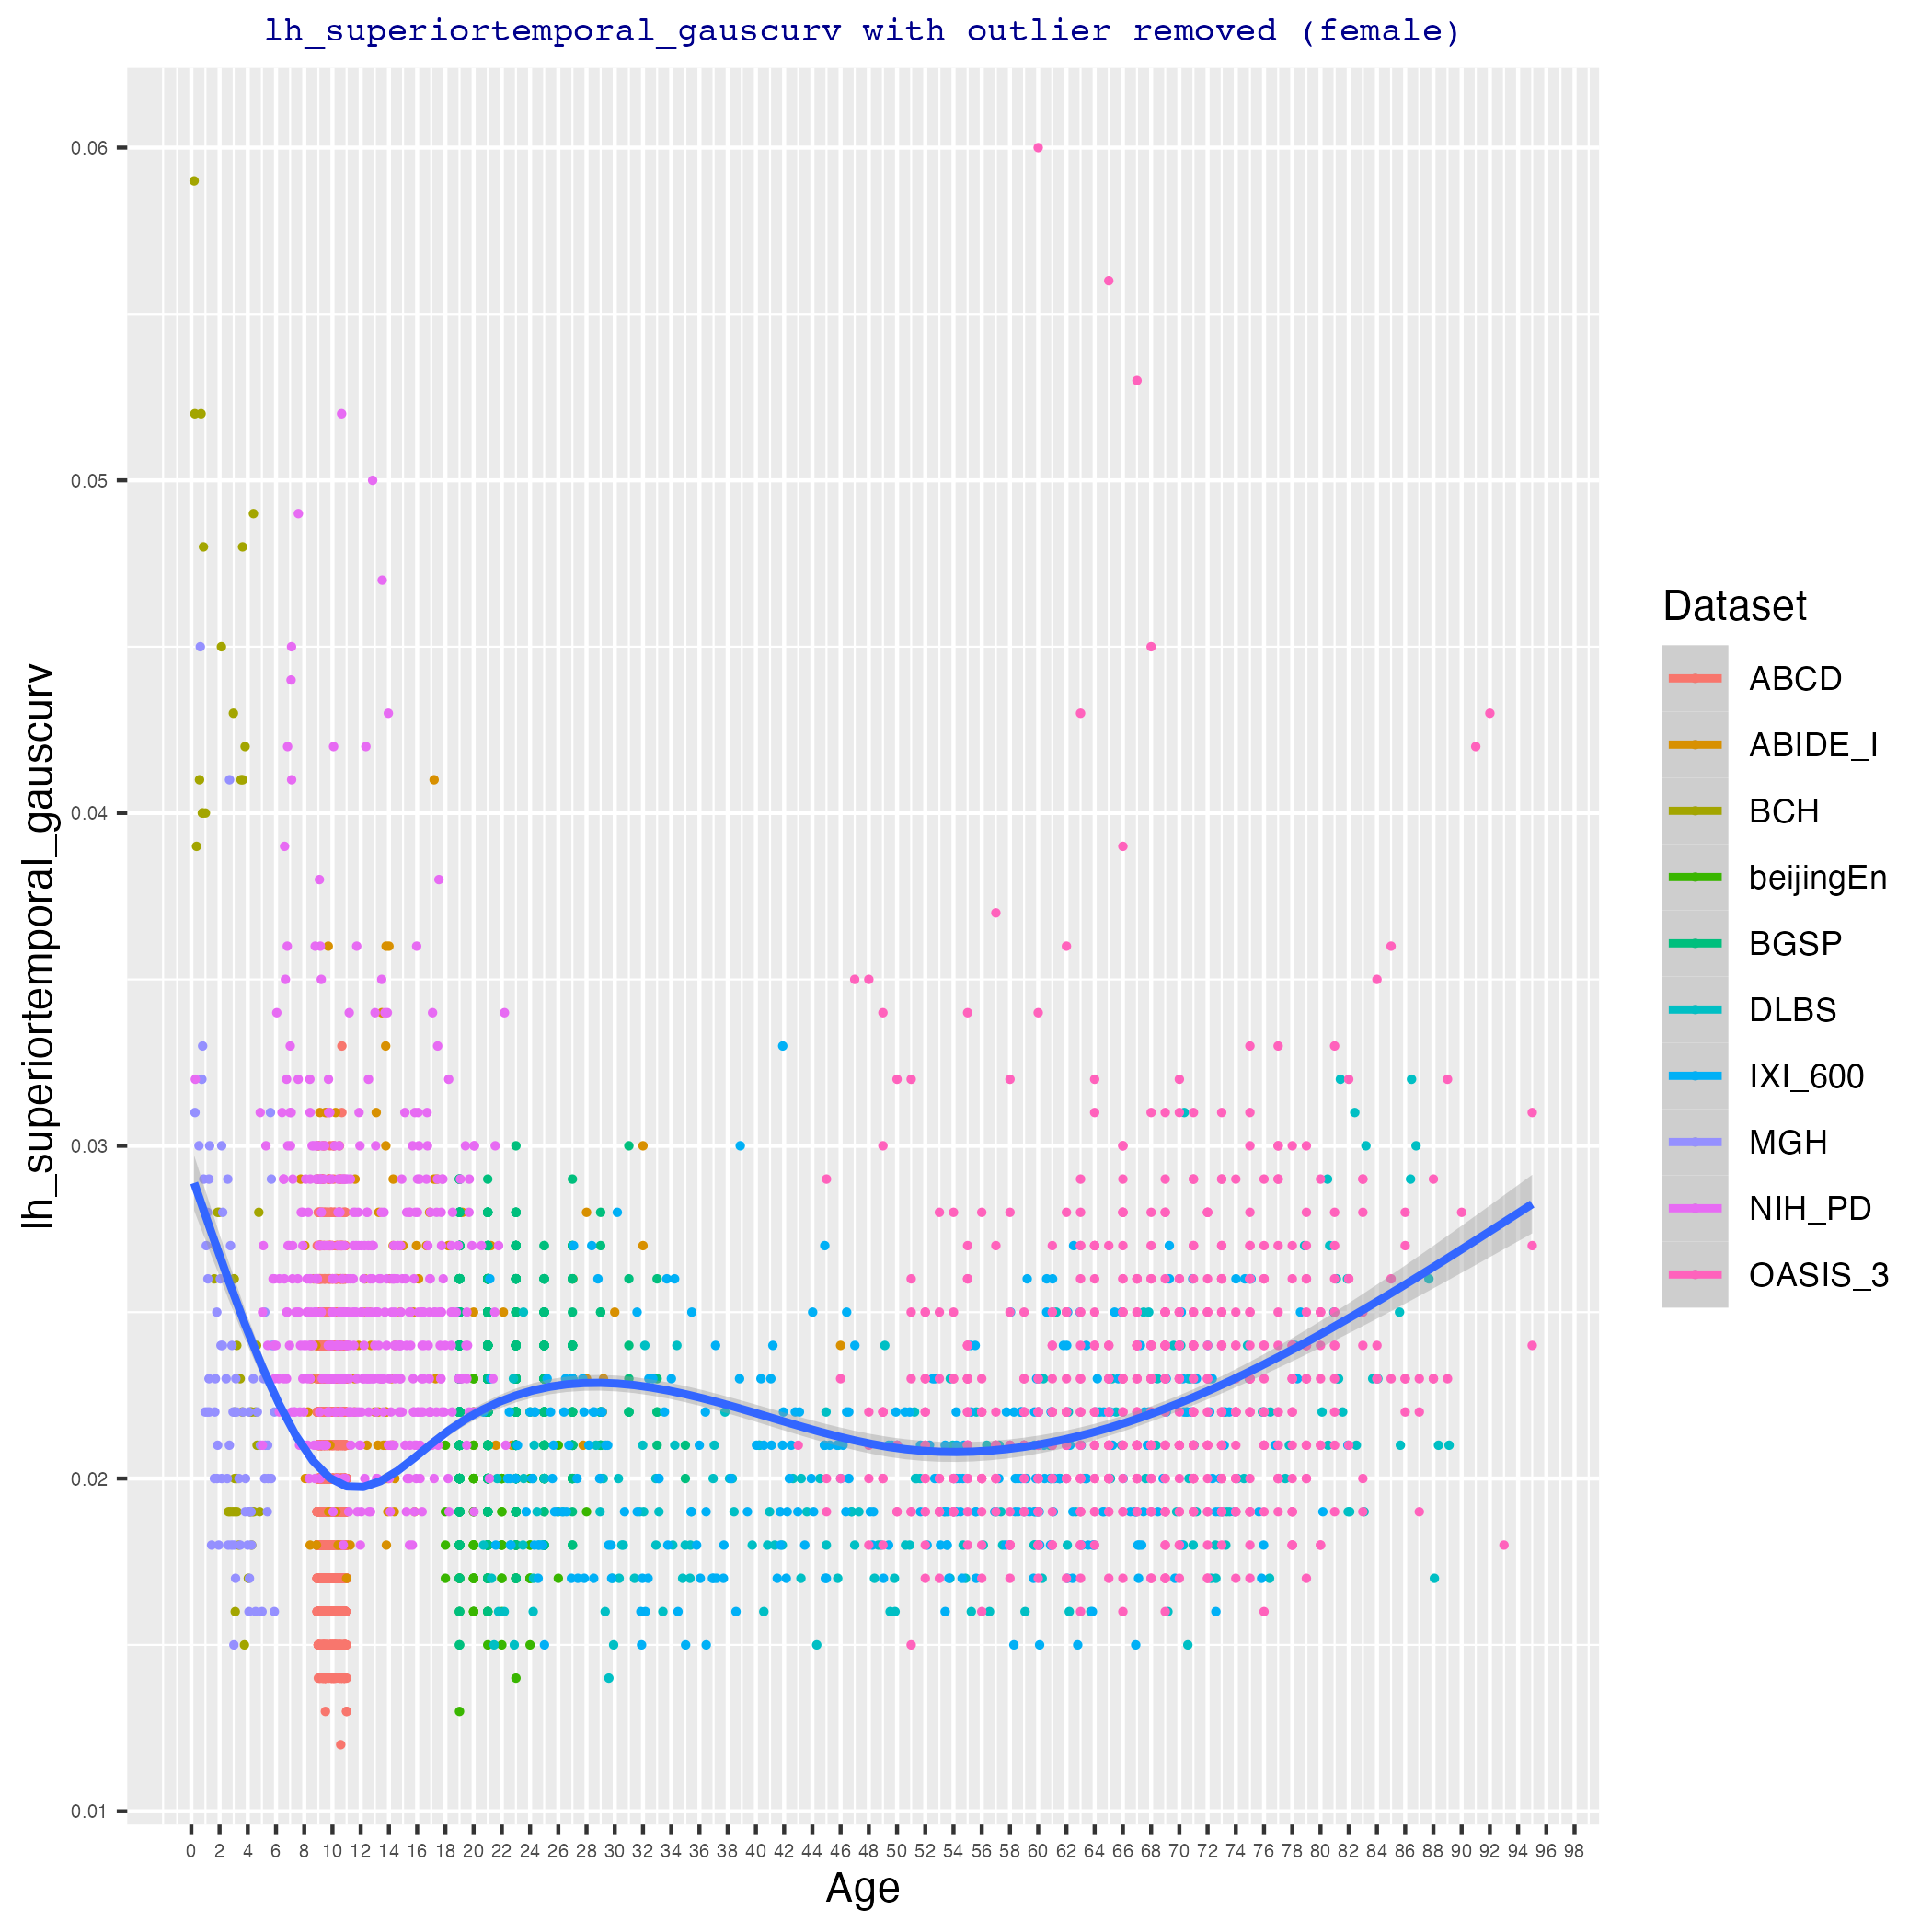 lh_superiortemporal_gauscurv with outlier removed (female)
lh_superiortemporal_gauscurv
0.06
0.05
0.04
0.03
0.02
0.01
0 2 4 6 8 10 12 14 16 18 20 22 24 26 28 30 32 34 36 38 40 42 44 46 48 50 52 54 56 58 60 62 64 66 68 70 72 74 76 78 80 82 84 86 88 90 92 94 96 98
Age
Dataset
ABCD
ABIDE_I
BCH
beijingEn
BGSP
DLBS
IXI_600
MGH
NIH_PD
OASIS_3